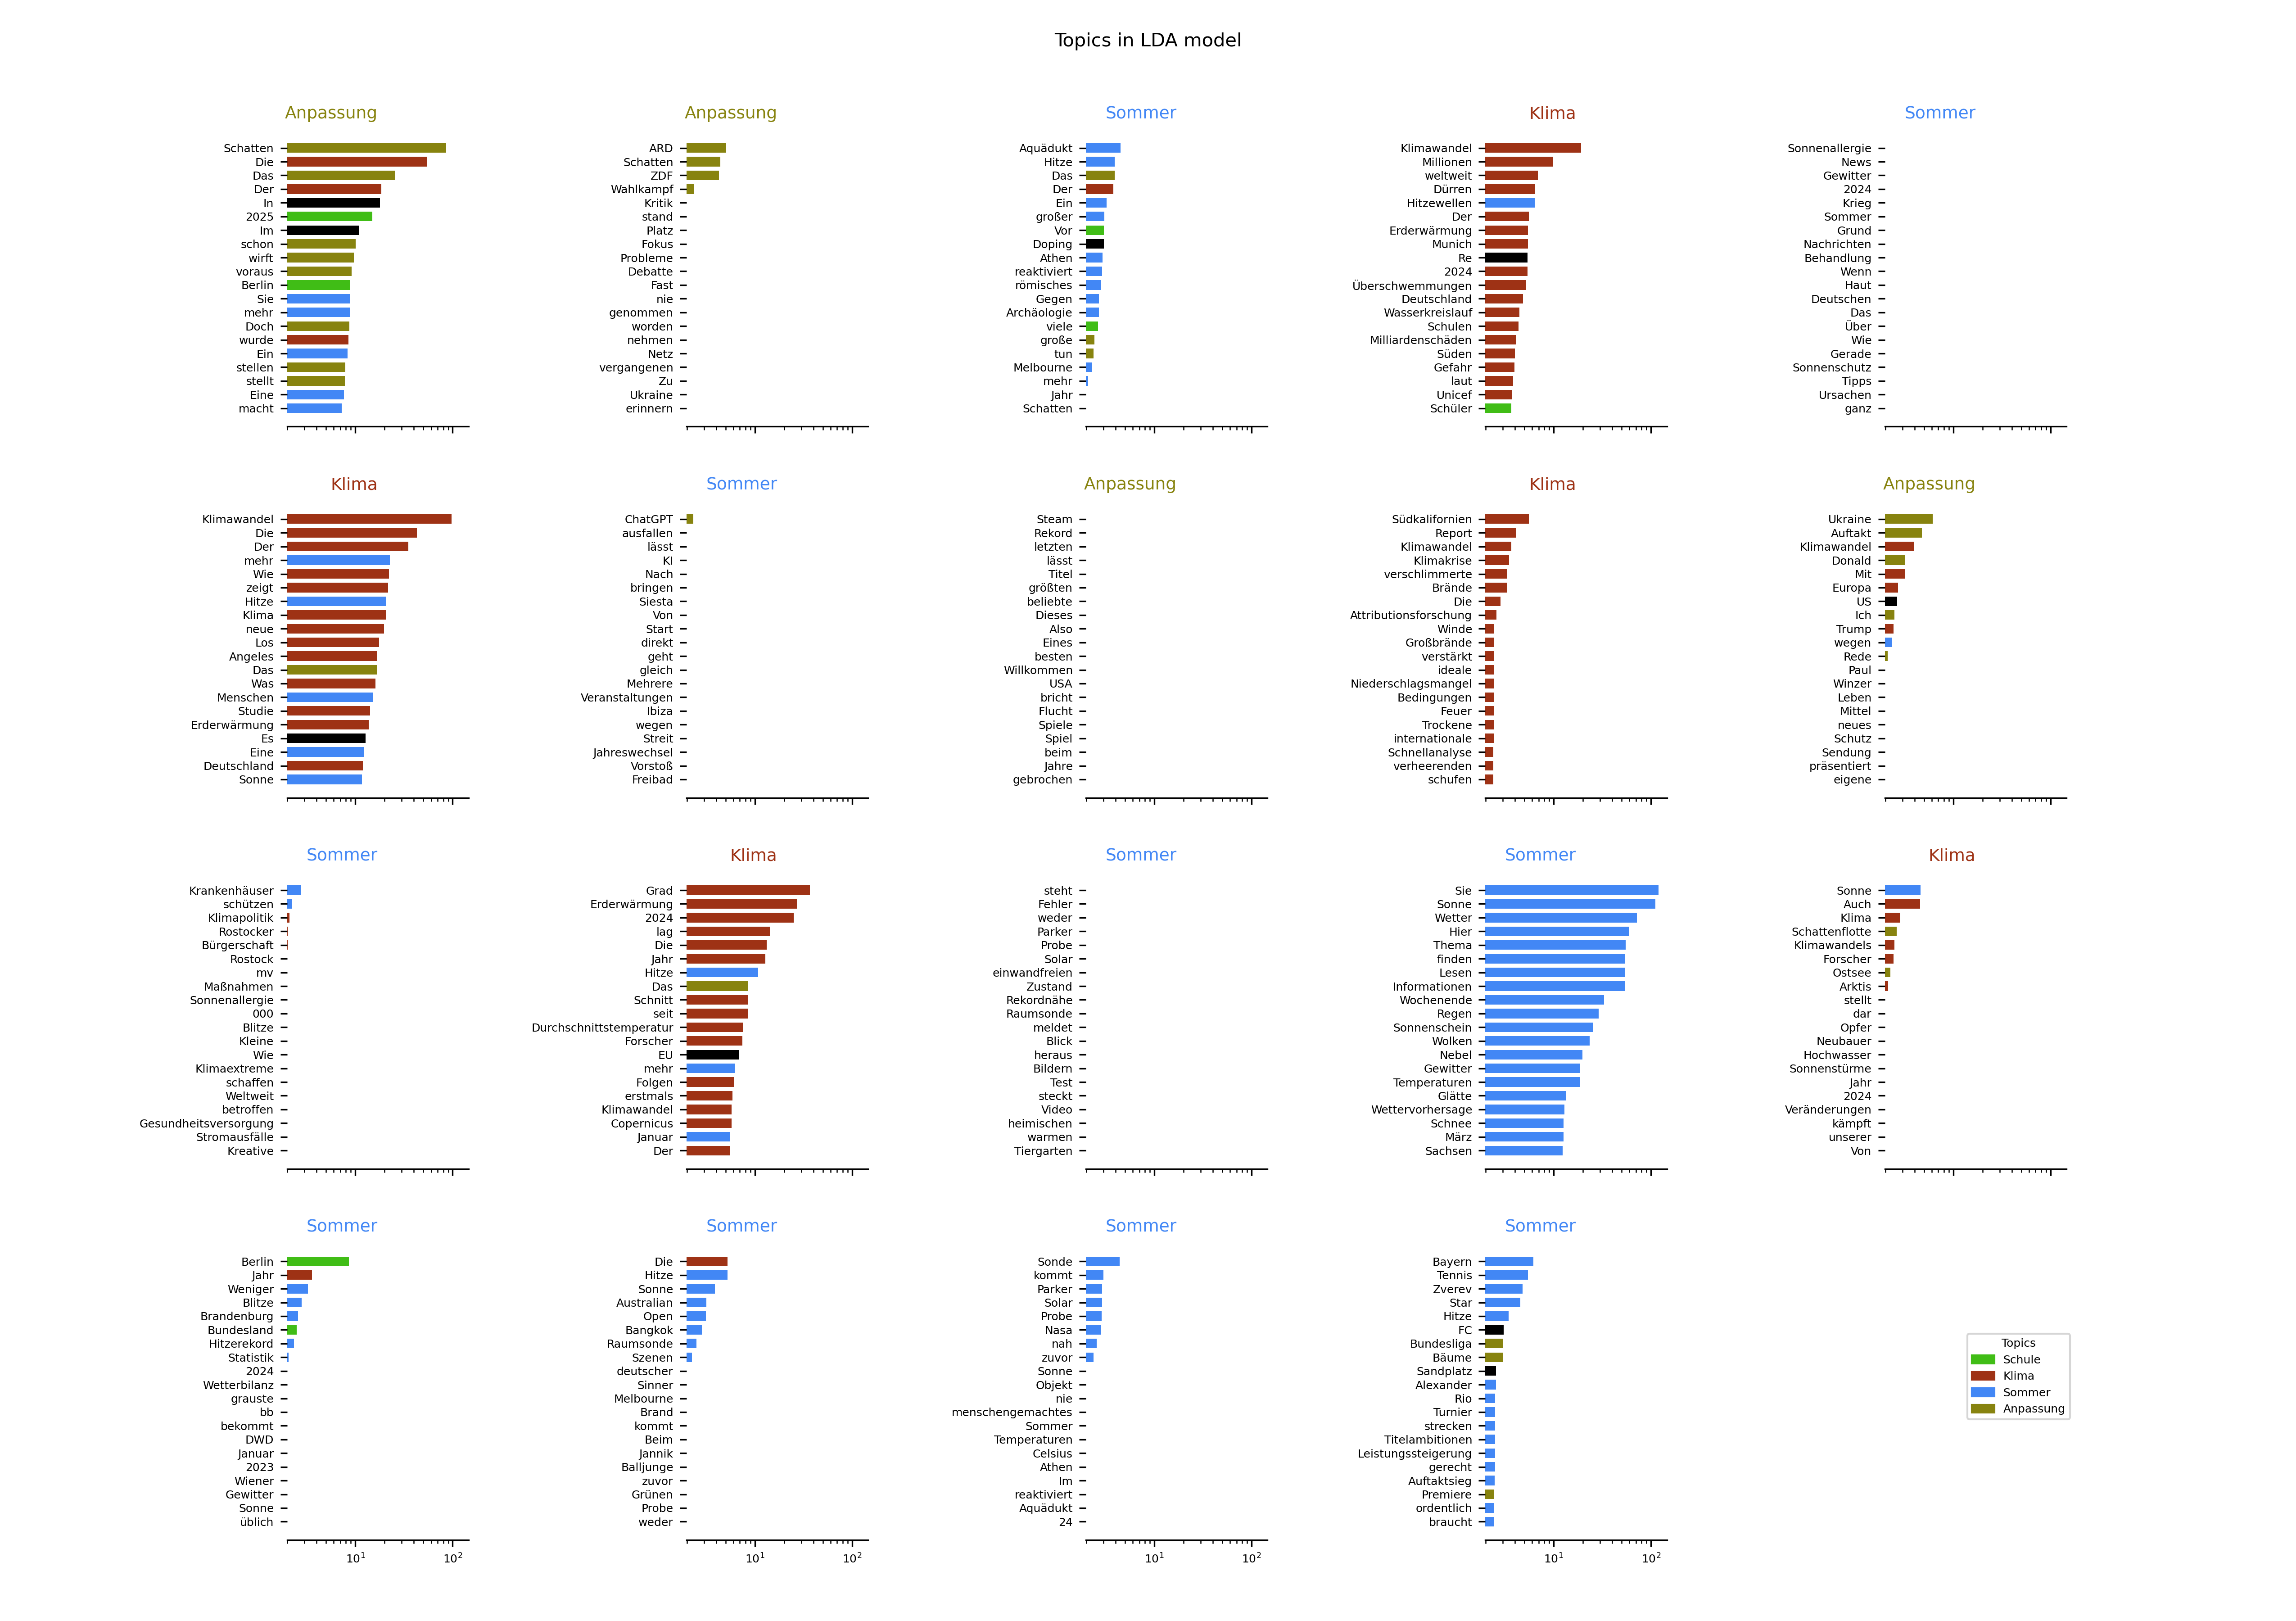 Topics in LDA model
Anpassung
Schatten
Die
Das
Der
In
2025
Im
schon
wirft
voraus
Berlin
Sie
mehr
Doch
wurde
Ein
stellen
stellt
Eine
macht
Anpassung
ARD
Schatten
ZDF
Wahlkampf
Kritik
stand
Platz
Fokus
Probleme
Debatte
Fast
nie
genommen
worden
nehmen
Netz
vergangenen
Zu
Ukraine
erinnern
Sommer
Aquädukt
Hitze
Das
Der
Ein
großer
Vor
Doping
Athen
reaktiviert
römisches
Gegen
Archäologie
viele
große
tun
Melbourne
mehr
Jahr
Schatten
Klima
Klimawandel
Millionen
weltweit
Dürren
Hitzewellen
Der
Erderwärmung
Munich
Re
2024
Überschwemmungen
Deutschland
Wasserkreislauf
Schulen
Milliardenschäden
Süden
Gefahr
laut
Unicef
Schüler
Sommer
Sonnenallergie
News
Gewitter
2024
Krieg
Sommer
Grund
Nachrichten
Behandlung
Wenn
Haut
Deutschen
Das
Über
Wie
Gerade
Sonnenschutz
Tipps
Ursachen
ganz
Klima
Klimawandel
Die
Der
mehr
Wie
zeigt
Hitze
Klima
neue
Los
Angeles
Das
Was
Menschen
Studie
Erderwärmung
Es
Eine
Deutschland
Sonne
Sommer
ChatGPT
ausfallen
lässt
KI
Nach
bringen
Siesta
Von
Start
direkt
geht
gleich
Mehrere
Veranstaltungen
Ibiza
wegen
Streit
Jahreswechsel
Vorstoß
Freibad
Anpassung
Steam
Rekord
letzten
lässt
Titel
größten
beliebte
Dieses
Also
Eines
besten
Willkommen
USA
bricht
Flucht
Spiele
Spiel
beim
Jahre
gebrochen
Klima
Südkalifornien
Report
Klimawandel
Klimakrise
verschlimmerte
Brände
Die
Attributionsforschung
Winde
Großbrände
verstärkt
ideale
Niederschlagsmangel
Bedingungen
Feuer
Trockene
internationale
Schnellanalyse
verheerenden
schufen
Anpassung
Ukraine
Auftakt
Klimawandel
Donald
Mit
Europa
US
Ich
Trump
wegen
Rede
Paul
Winzer
Leben
Mittel
neues
Schutz
Sendung
präsentiert
eigene
Sommer
Krankenhäuser
schützen
Klimapolitik
Rostocker
Bürgerschaft
Rostock
mv
Maßnahmen
Sonnenallergie
000
Blitze
Kleine
Wie
Klimaextreme
schaffen
Weltweit
betroffen
Gesundheitsversorgung
Stromausfälle
Kreative
Klima
Grad
Erderwärmung
2024
lag
Die
Jahr
Hitze
Das
Schnitt
seit
Durchschnittstemperatur
Forscher
EU
mehr
Folgen
erstmals
Klimawandel
Copernicus
Januar
Der
Sommer
steht
Fehler
weder
Parker
Probe
Solar
einwandfreien
Zustand
Rekordnähe
Raumsonde
meldet
Blick
heraus
Bildern
Test
steckt
Video
heimischen
warmen
Tiergarten
Sommer
Sie
Sonne
Wetter
Hier
Thema
finden
Lesen
Informationen
Wochenende
Regen
Sonnenschein
Wolken
Nebel
Gewitter
Temperaturen
Glätte
Wettervorhersage
Schnee
März
Sachsen
Klima
Sonne
Auch
Klima
Schattenflotte
Klimawandels
Forscher
Ostsee
Arktis
stellt
dar
Opfer
Neubauer
Hochwasser
Sonnenstürme
Jahr
2024
Veränderungen
kämpft
unserer
Von
Sommer
Berlin
Jahr
Weniger
Blitze
Brandenburg
Bundesland
Hitzerekord
Statistik
2024
Wetterbilanz
grauste
bb
bekommt
DWD
Januar
2023
Wiener
Gewitter
Sonne
üblich
10¹ 10²
Sommer
Die
Hitze
Sonne
Australian
Open
Bangkok
Raumsonde
Szenen
deutscher
Sinner
Melbourne
Brand
kommt
Beim
Jannik
Balljunge
zuvor
Grünen
Probe
weder
10¹ 10²
Sommer
Sonde
kommt
Parker
Solar
Probe
Nasa
nah
zuvor
Sonne
Objekt
nie
menschengemachtes
Sommer
Temperaturen
Celsius
Athen
Im
reaktiviert
Aquädukt
24
10¹ 10²
Sommer
Bayern
Tennis
Zverev
Star
Hitze
FC
Bundesliga
Bäume
Sandplatz
Alexander
Rio
Turnier
strecken
Titelambitionen
Leistungssteigerung
gerecht
Auftaktsieg
Premiere
ordentlich
braucht
10¹ 10²
Topics
Schule
Klima
Sommer
Anpassung